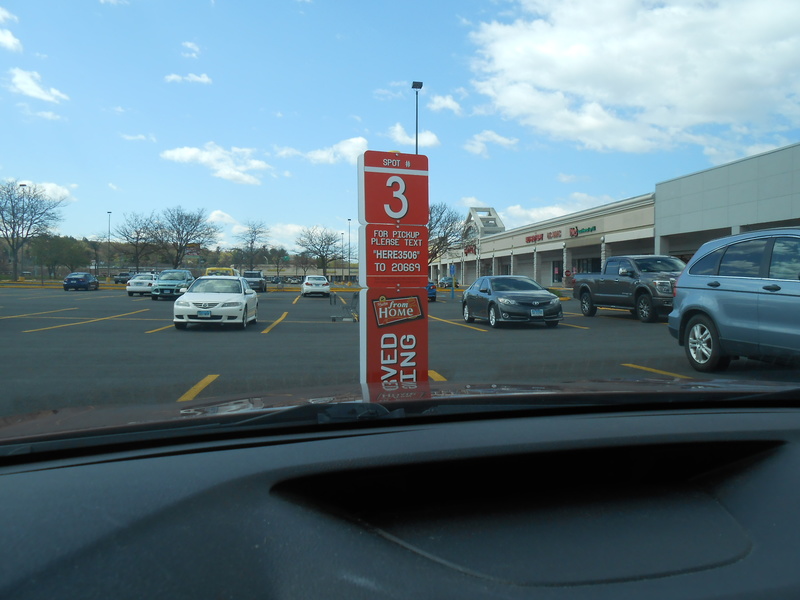 SPOT #
3
FOR PICKUP
PLEASE TEXT
"HERE3506"
TO 20669
from
Home
VED
ING